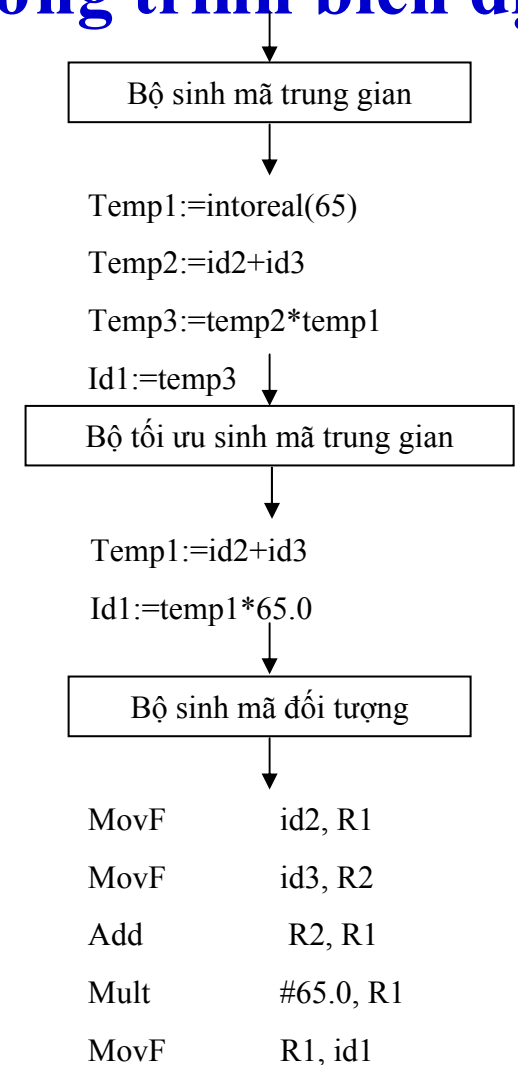 trình biên
Bộ sinh mã trung gian
Temp1:=intoreal(65)
Temp2:=id2+id3
Temp3:=temp2*temp1
Id1:=temp3
Bộ tối ưu sinh mã trung gian
Temp1:=id2+id3
Id1:=temp1*65.0
Bộ sinh mã đối tượng
MovF id2, R1
MovF id3, R2
Add R2, R1
Mult #65.0, R1
MovF R1, id1